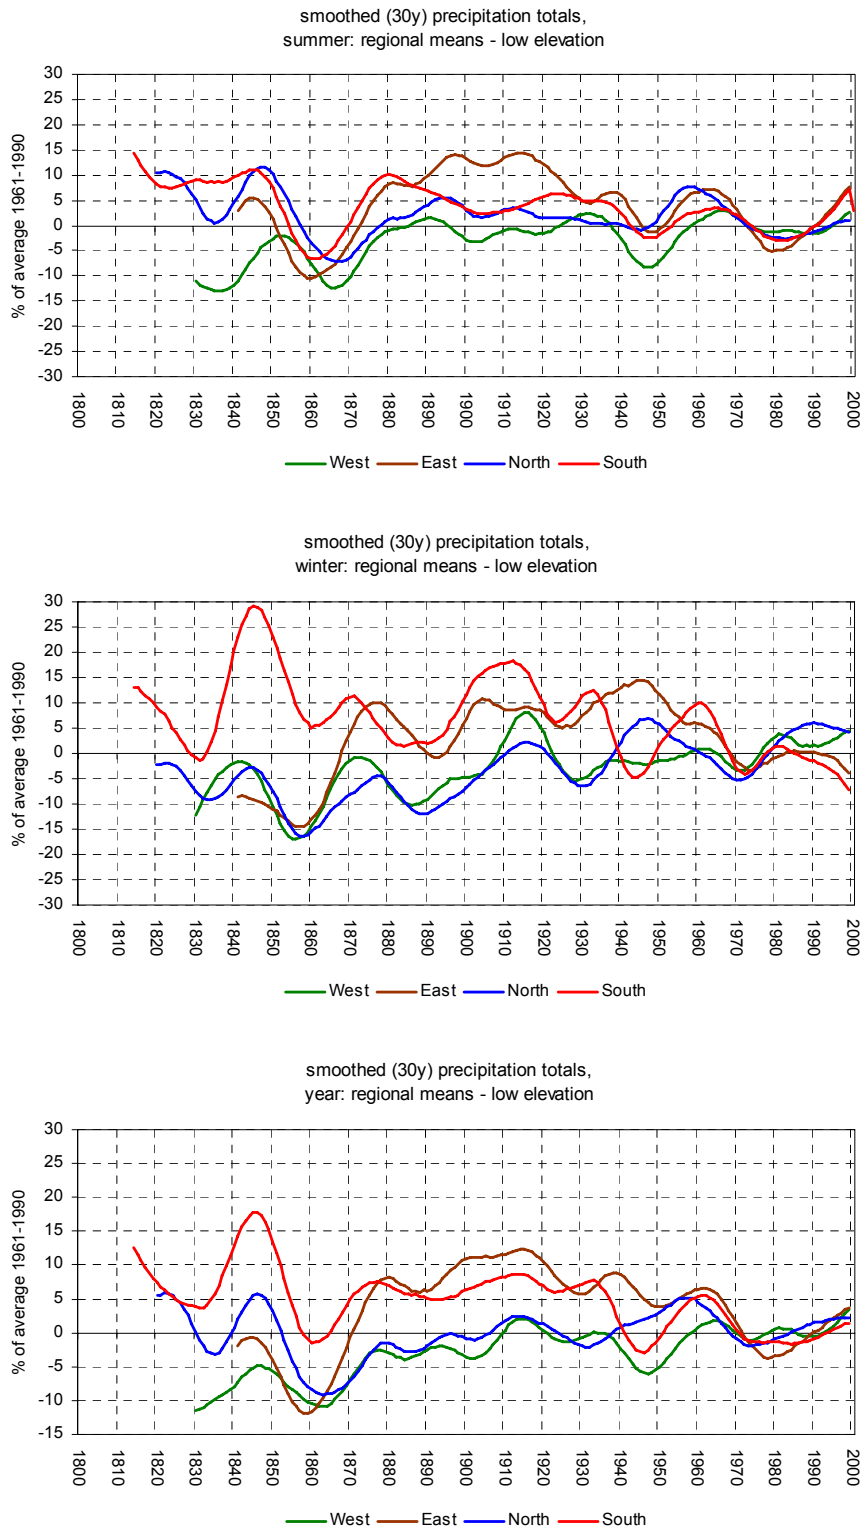 smoothed (30y) precipitation totals,
summer: regional means - low elevation
% of average 1961-1990
30
25
20
15
10
5
0
-5
-10
-15
-20
-25
-30
1800 1810 1820 1830 1840 1850 1860 1870 1880 1890 1900 1910 1920 1930 1940 1950 1960 1970 1980 1990 2000
West East North South
smoothed (30y) precipitation totals,
winter: regional means - low elevation
% of average 1961-1990
30
25
20
15
10
5
0
-5
-10
-15
-20
-25
-30
1800 1810 1820 1830 1840 1850 1860 1870 1880 1890 1900 1910 1920 1930 1940 1950 1960 1970 1980 1990 2000
West East North South
smoothed (30y) precipitation totals,
year: regional means - low elevation
% of average 1961-1990
30
25
20
15
10
5
0
-5
-10
-15
1800 1810 1820 1830 1840 1850 1860 1870 1880 1890 1900 1910 1920 1930 1940 1950 1960 1970 1980 1990 2000
West East North South